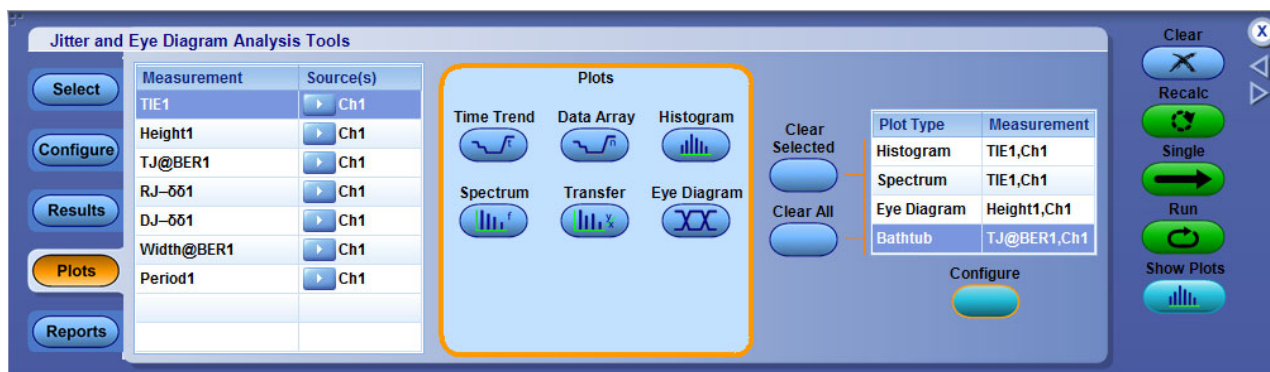 Jitter and Eye Diagram Analysis Tools
Select
Configure
Results
Plots
Reports
Measurement Source(s)
TIE1 Ch1
Height1 Ch1
TJ@BER1 Ch1
RJ–δδ1 Ch1
DJ–δδ1 Ch1
Width@BER1 Ch1
Period1 Ch1
Plots
Time Trend Data Array Histogram
t n
Spectrum Transfer Eye Diagram
f y/x
Clear
Selected
Clear All
Plot Type Measurement
Histogram TIE1,Ch1
Spectrum TIE1,Ch1
Eye Diagram Height1,Ch1
Bathtub TJ@BER1,Ch1
Configure
Clear
X
Recalc
Single
Run
Show Plots